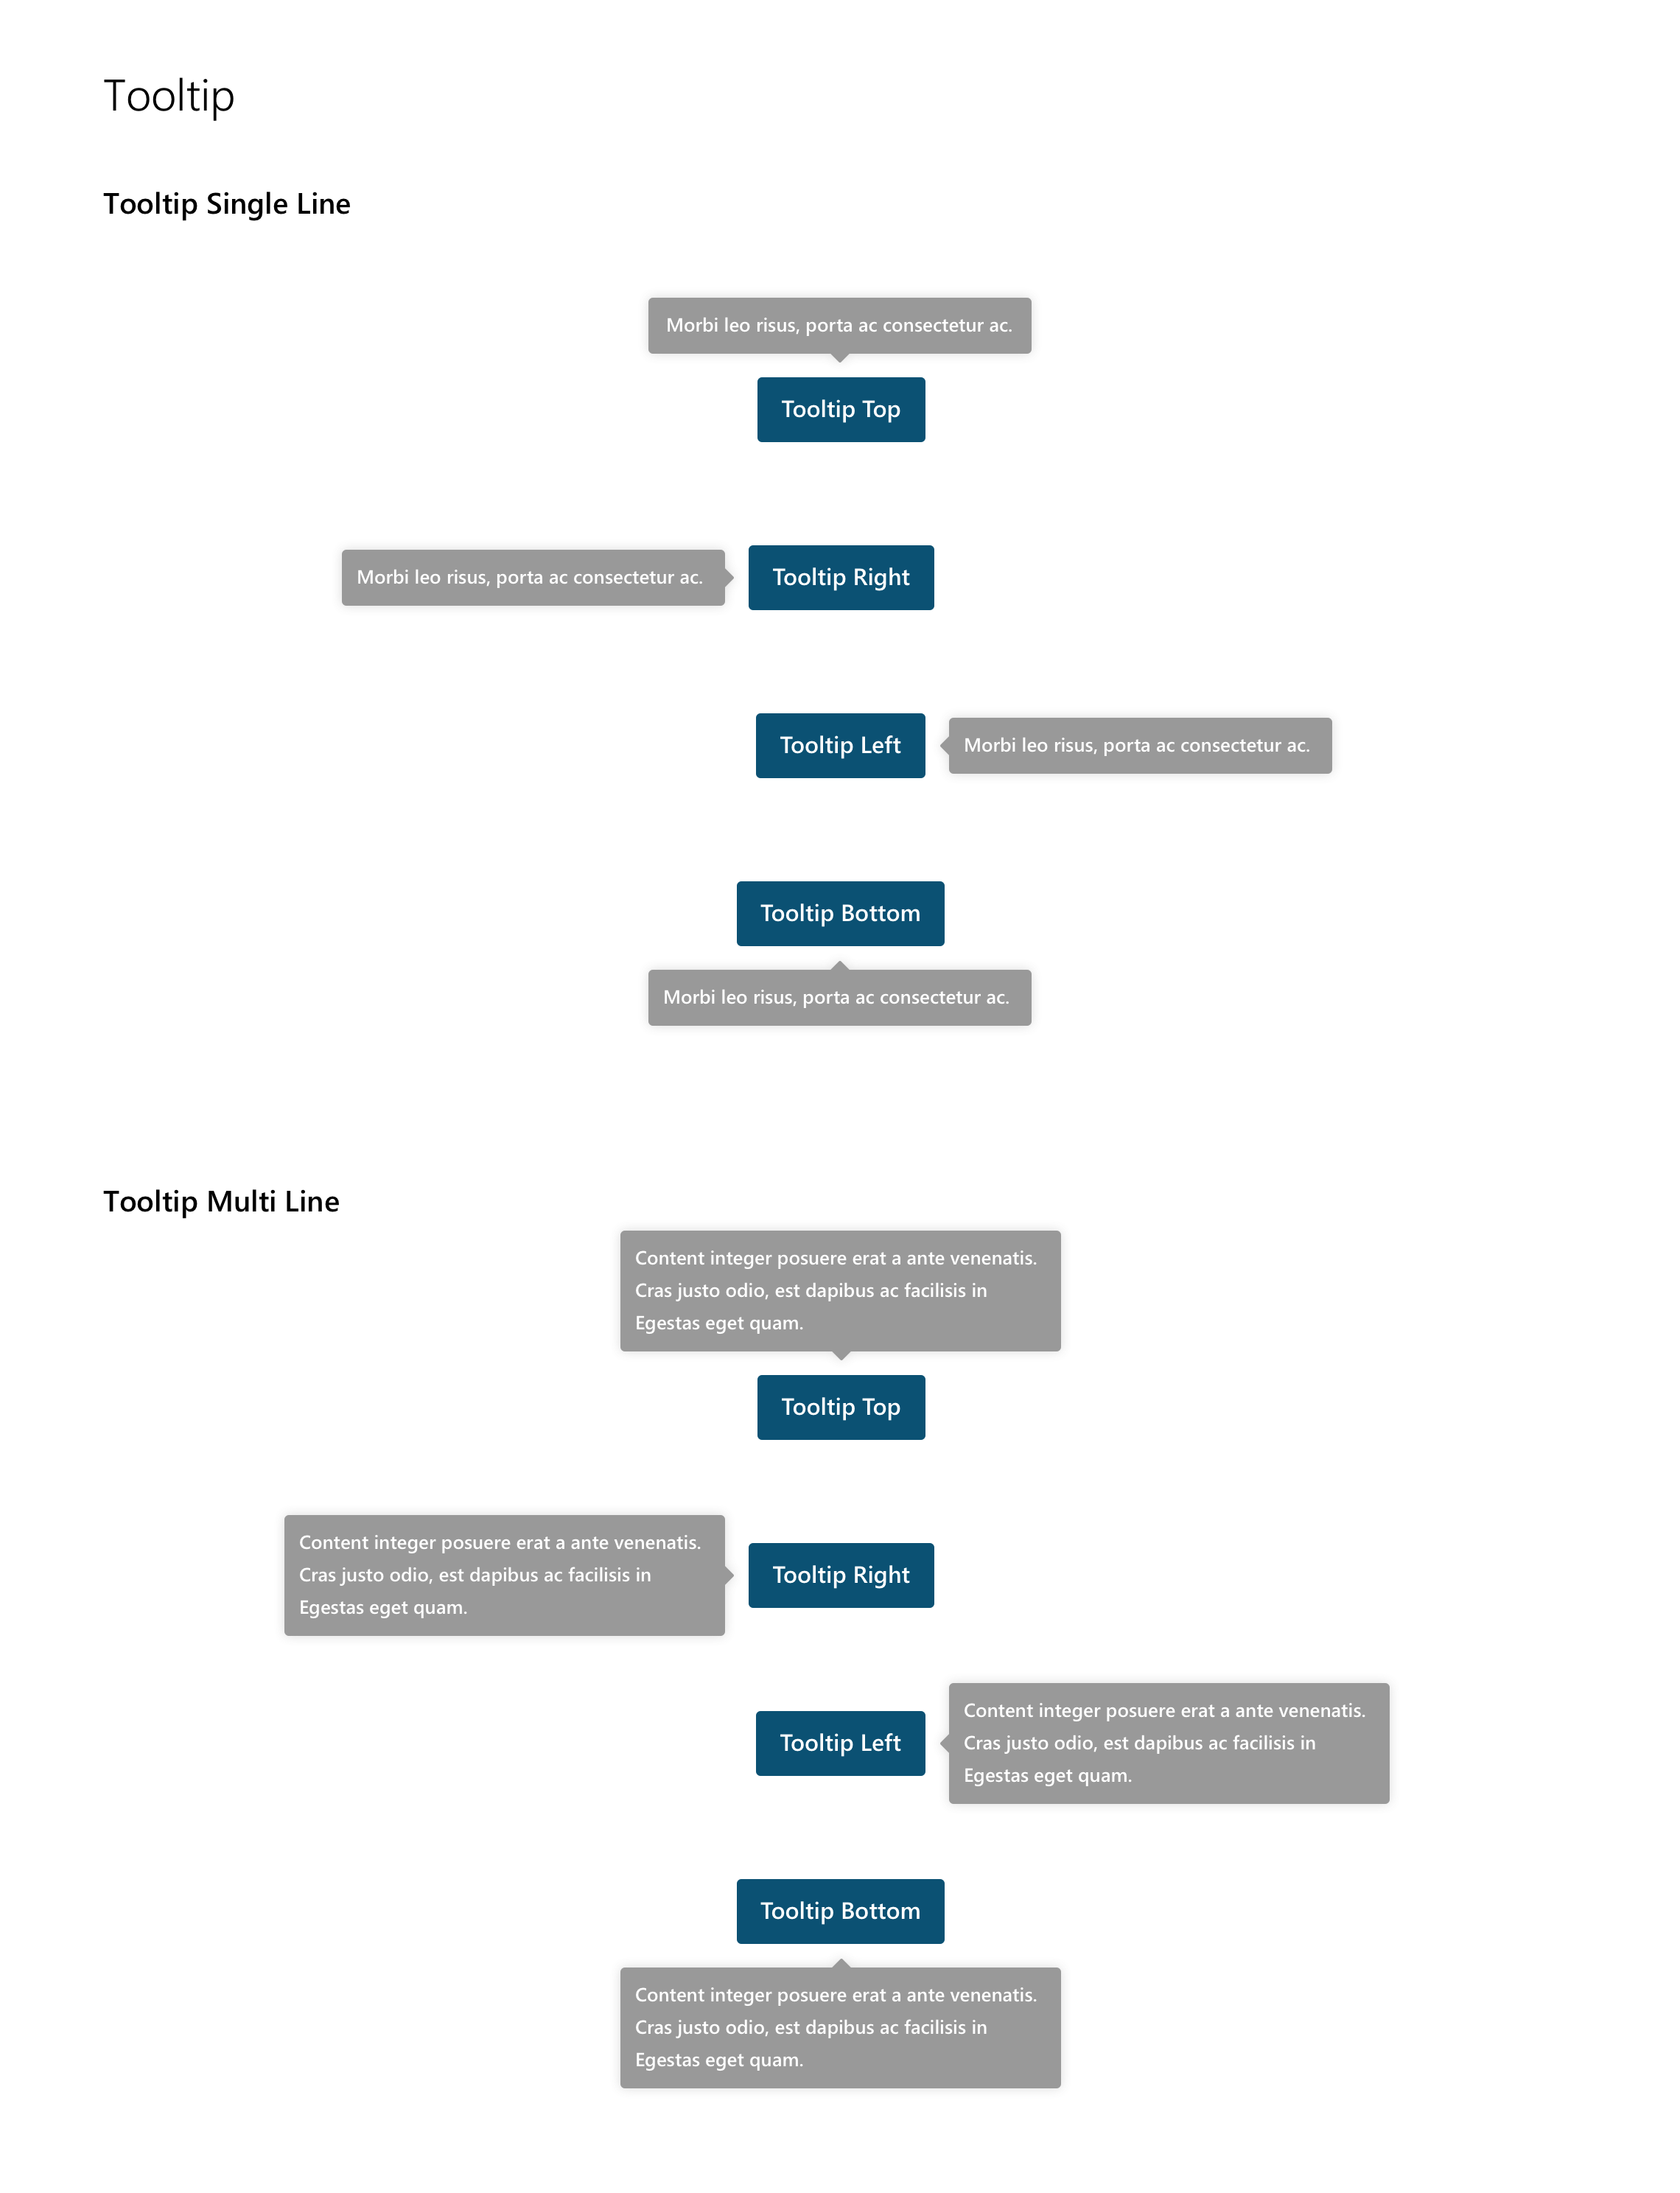 Tooltip
Tooltip Single Line
Morbi leo risus, porta ac consectetur ac.
Tooltip Top
Morbi leo risus, porta ac consectetur ac.
Tooltip Right
Tooltip Left
Morbi leo risus, porta ac consectetur ac.
Tooltip Bottom
Morbi leo risus, porta ac consectetur ac.
Tooltip Multi Line
Content integer posuere erat a ante venenatis.
Cras justo odio, est dapibus ac facilisis in
Egestas eget quam.
Tooltip Top
Content integer posuere erat a ante venenatis.
Cras justo odio, est dapibus ac facilisis in
Egestas eget quam.
Tooltip Right
Tooltip Left
Content integer posuere erat a ante venenatis.
Cras justo odio, est dapibus ac facilisis in
Egestas eget quam.
Tooltip Bottom
Content integer posuere erat a ante venenatis.
Cras justo odio, est dapibus ac facilisis in
Egestas eget quam.